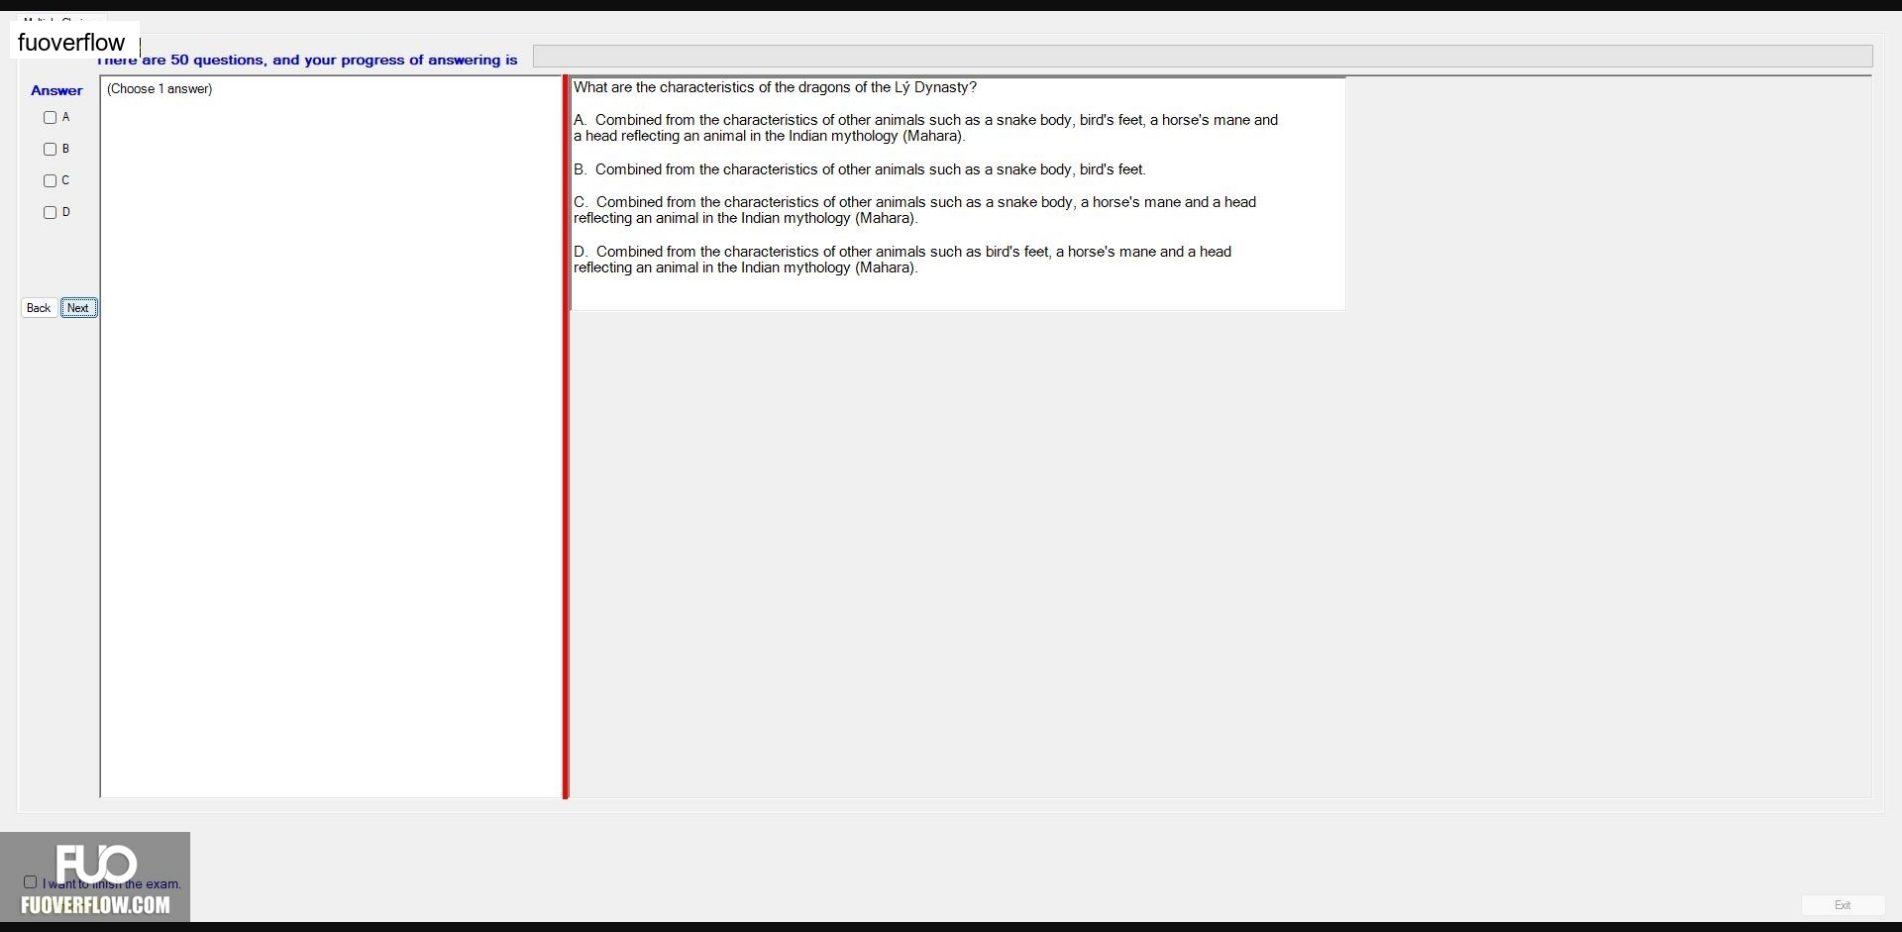 fuoverflow
are 50 questions, and your progress of answering is
Answer
A
B
C
D
Back Next
(Choose 1 answer)
What are the characteristics of the dragons of the Lý Dynasty?
A. Combined from the characteristics of other animals such as a snake body, bird's feet, a horse's mane and
a head reflecting an animal in the Indian mythology (Mahara).
B. Combined from the characteristics of other animals such as a snake body, bird's feet.
C. Combined from the characteristics of other animals such as a snake body, a horse's mane and a head
reflecting an animal in the Indian mythology (Mahara).
D. Combined from the characteristics of other animals such as bird's feet, a horse's mane and a head
reflecting an animal in the Indian mythology (Mahara).
FUO
I want to finish the exam.
FUOVERFLOW.COM
Exit